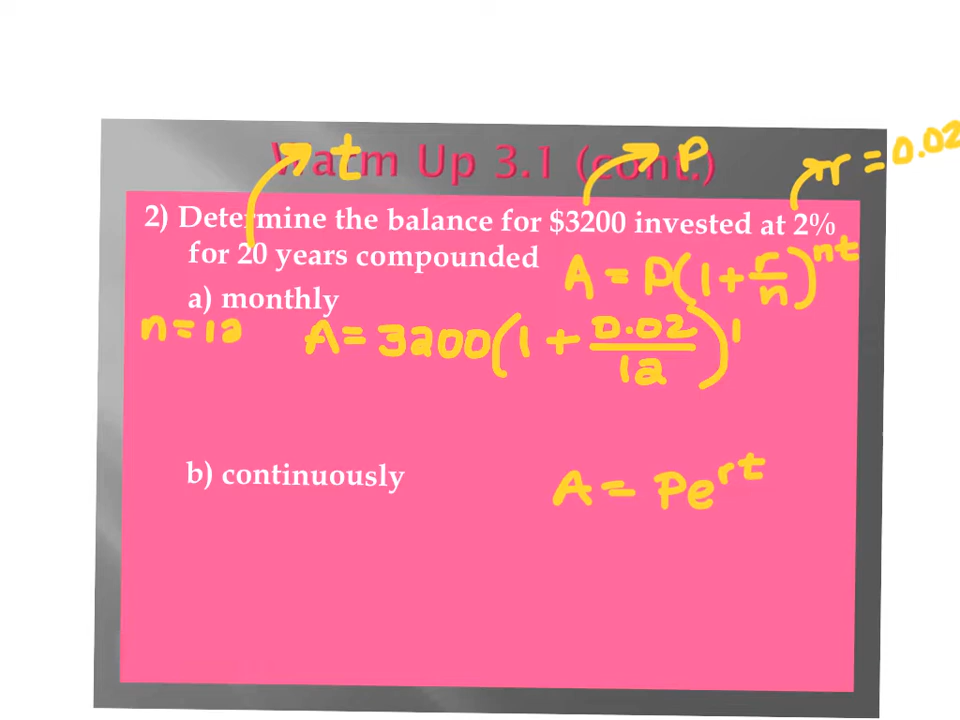 Warm Up 3.1 (cont.)
t
P
r = 0.02
2) Determine the balance for $3200 invested at 2%
for 20 years compounded
A = P(1 + r/n)^nt
a) monthly
n = 12
A = 3200(1 + 0.02/12)^1
b) continuously
A = Pe^rt